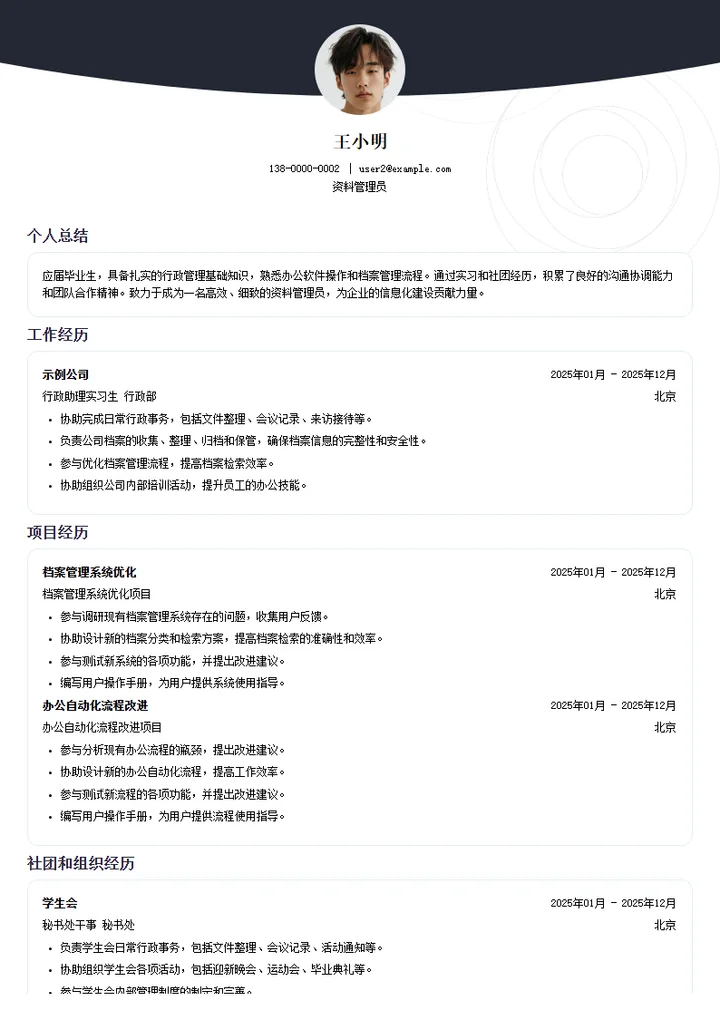 王小明
138-0000-0002 | user2@example.com
资料管理员
个人总结
应届毕业生，具备扎实的行政管理基础知识，熟悉办公软件操作和档案管理流程。通过实习和社团经历，积累了良好的沟通协调能力
和团队合作精神。致力于成为一名高效、细致的资料管理员，为企业的信息化建设贡献力量。
工作经历
示例公司 2025年01月 - 2025年12月
行政助理实习生 行政部 北京
• 协助完成日常行政事务，包括文件整理、会议记录、来访接待等。
• 负责公司档案的收集、整理、归档和保管，确保档案信息的完整性和安全性。
• 参与优化档案管理流程，提高档案检索效率。
• 协助组织公司内部培训活动，提升员工的办公技能。
项目经历
档案管理系统优化 2025年01月 - 2025年12月
档案管理系统优化项目 北京
• 参与调研现有档案管理系统存在的问题，收集用户反馈。
• 协助设计新的档案分类和检索方案，提高档案检索的准确性和效率。
• 参与测试新系统的各项功能，并提出改进建议。
• 编写用户操作手册，为用户提供系统使用指导。
办公自动化流程改进 2025年01月 - 2025年12月
办公自动化流程改进项目 北京
• 参与分析现有办公流程的瓶颈，提出改进建议。
• 协助设计新的办公自动化流程，提高工作效率。
• 参与测试新流程的各项功能，并提出改进建议。
• 编写用户操作手册，为用户提供流程使用指导。
社团和组织经历
学生会 2025年01月 - 2025年12月
秘书处干事 秘书处 北京
• 负责学生会日常行政事务，包括文件整理、会议记录、活动通知等。
• 协助组织学生会各项活动，包括迎新晚会、运动会、毕业典礼等。
• 参与学生会内部管理制度的制定和完善。